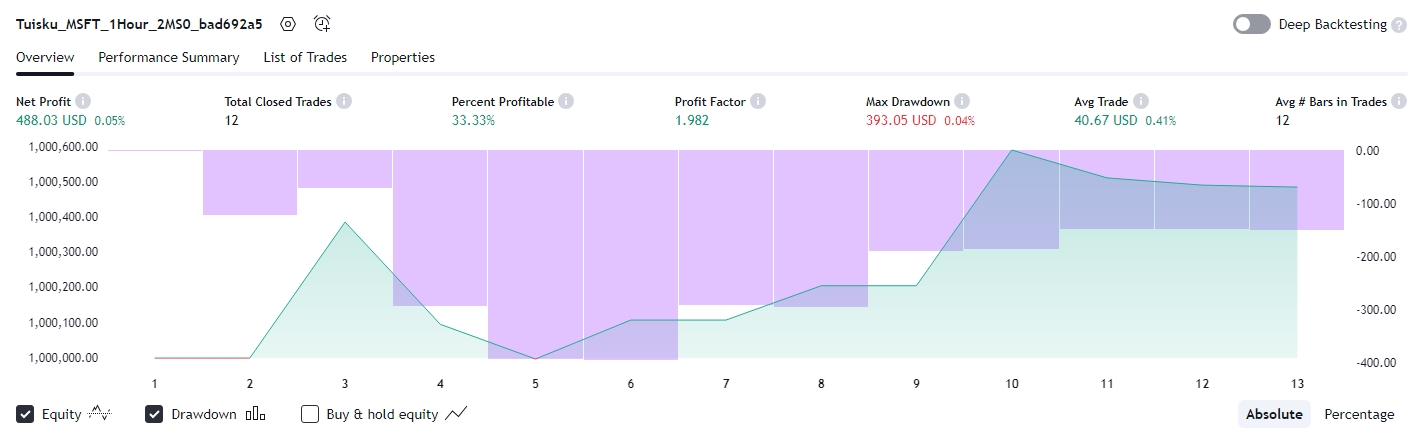 Tuisku_MSFT_1Hour_2MS0_bad692a5 Deep Backtesting ?
Overview Performance Summary List of Trades Properties
Net Profit i Total Closed Trades i Percent Profitable i Profit Factor i Max Drawdown i Avg Trade i Avg # Bars in Trades i
488.03 USD 0.05% 12 33.33% 1.982 393.05 USD 0.04% 40.67 USD 0.41% 12
1,000,600.00 0.00
1,000,500.00
-100.00
1,000,400.00
1,000,300.00 -200.00
1,000,200.00
-300.00
1,000,100.00
1,000,000.00 -400.00
1 2 3 4 5 6 7 8 9 10 11 12 13
Equity Drawdown Buy & hold equity Absolute Percentage